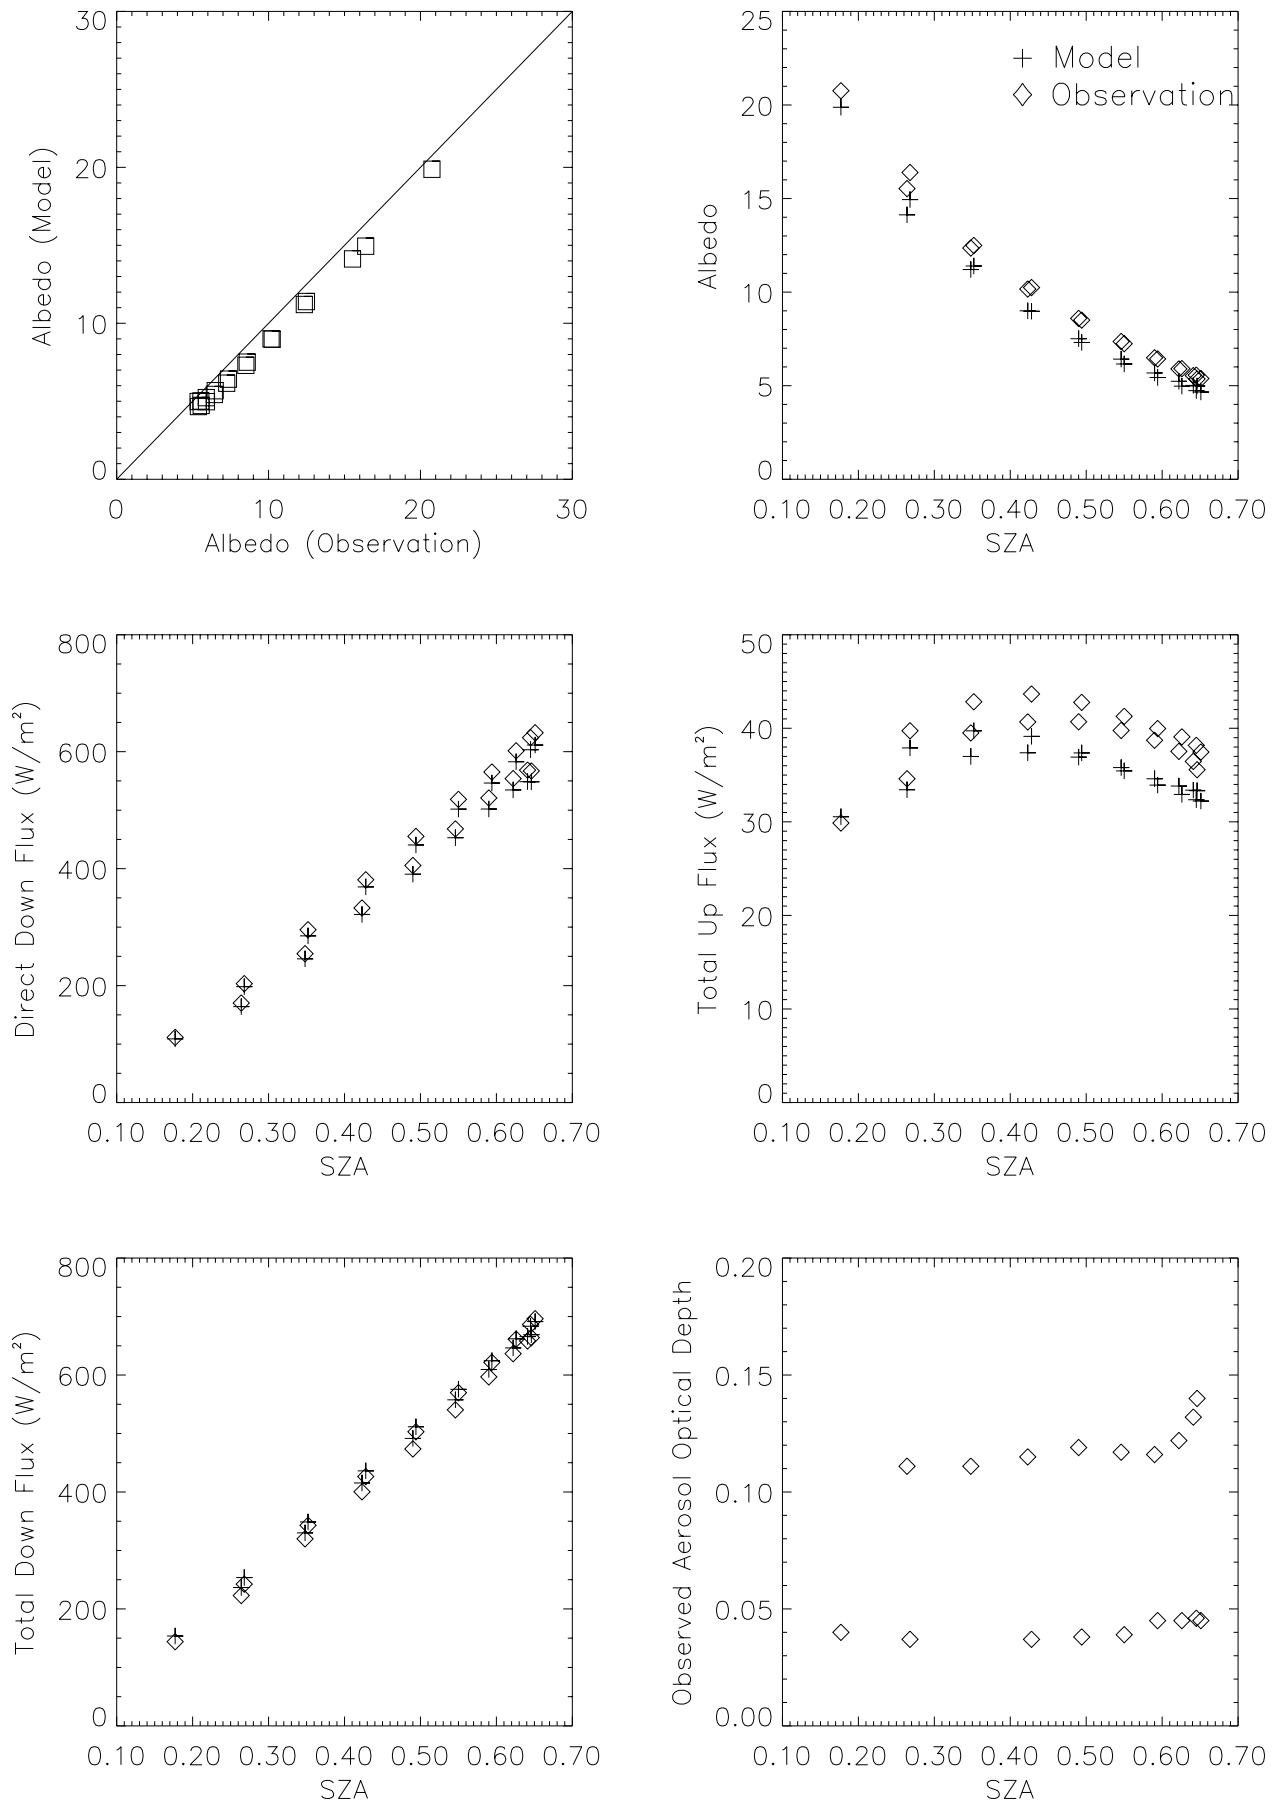 30
20
10
0
0 10 20 30
Albedo (Model)
Albedo (Observation)
25
20
15
10
5
0
0.10 0.20 0.30 0.40 0.50 0.60 0.70
Albedo
SZA
Model
Observation
800
600
400
200
0
0.10 0.20 0.30 0.40 0.50 0.60 0.70
Direct Down Flux (W/m²)
SZA
50
40
30
20
10
0
0.10 0.20 0.30 0.40 0.50 0.60 0.70
Total Up Flux (W/m²)
SZA
800
600
400
200
0
0.10 0.20 0.30 0.40 0.50 0.60 0.70
Total Down Flux (W/m²)
SZA
0.20
0.15
0.10
0.05
0.00
0.10 0.20 0.30 0.40 0.50 0.60 0.70
Observed Aerosol Optical Depth
SZA